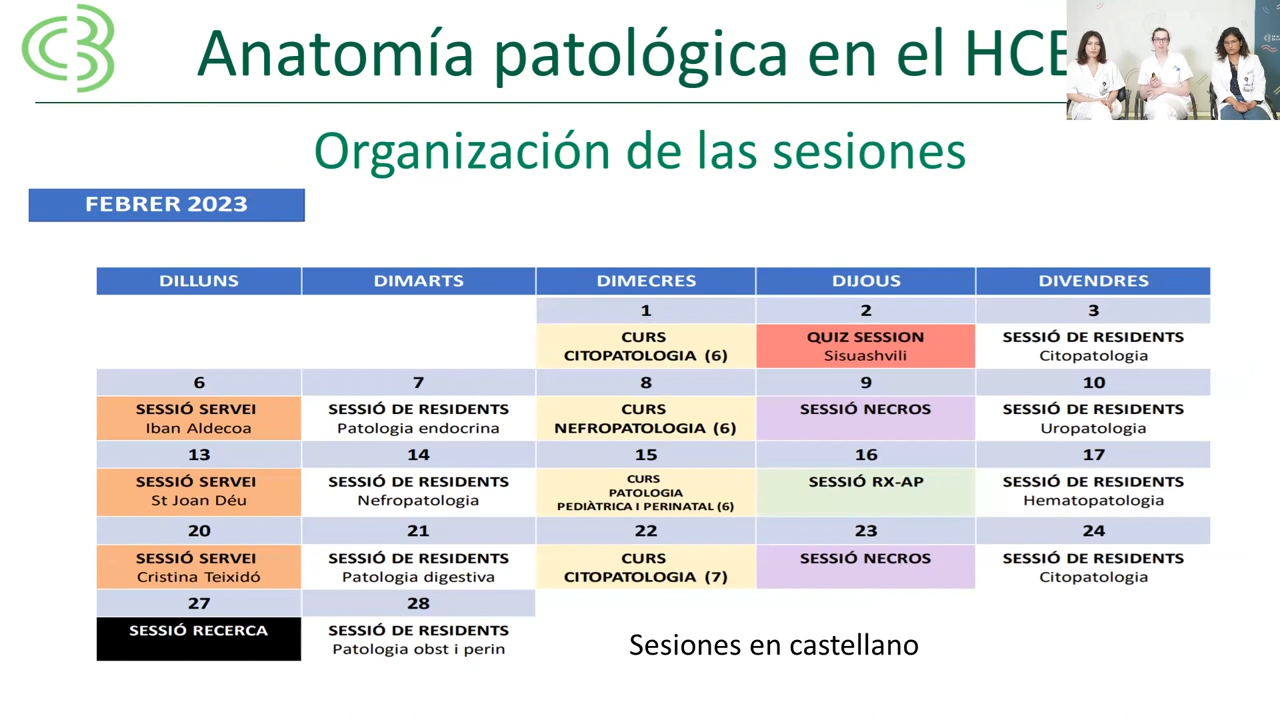 Anatomía patológica en el HCB
Organización de las sesiones
FEBRER 2023
DILLUNS DIMARTS DIMECRES DIJOUS DIVENDRES
1 2 3
CURS QUIZ SESSION SESSIÓ DE RESIDENTS
CITOPATOLOGIA (6) Sisuashvili Citopatologia
6 7 8 9 10
SESSIÓ SERVEI SESSIÓ DE RESIDENTS CURS SESSIÓ NECROS SESSIÓ DE RESIDENTS
Iban Aldecoa Patologia endocrina NEFROPATOLOGIA (6) Uropatologia
13 14 15 16 17
SESSIÓ SERVEI SESSIÓ DE RESIDENTS CURS SESSIÓ RX-AP SESSIÓ DE RESIDENTS
St Joan Déu Nefropatologia PATOLOGIA Hematopatologia
PEDIÀTRICA I PERINATAL (6)
20 21 22 23 24
SESSIÓ SERVEI SESSIÓ DE RESIDENTS CURS SESSIÓ NECROS SESSIÓ DE RESIDENTS
Cristina Teixidó Patologia digestiva CITOPATOLOGIA (7) Citopatologia
27 28
SESSIÓ RECERCA SESSIÓ DE RESIDENTS
Patologia obst i perin
Sesiones en castellano